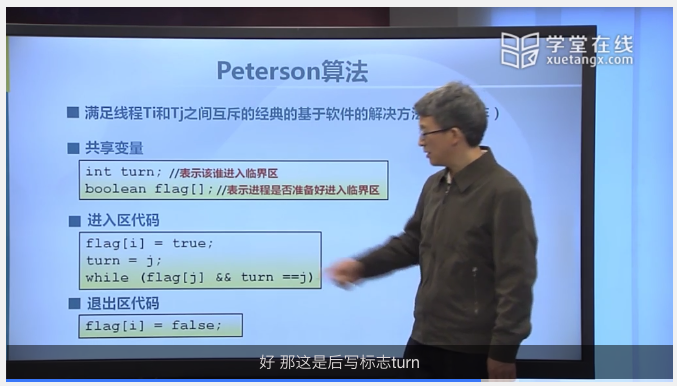 学堂在线
xuetangx.com
Peterson算法
满足线程Ti和Tj之间互斥的经典的基于软件的解决方法
）
共享变量
int turn; //表示该谁进入临界区
boolean flag[]; //表示进程是否准备好进入临界区
进入区代码
flag[i] = true;
turn = j;
while (flag[j] && turn ==j)
退出区代码
flag[i] = false;
好 那这是后写标志turn